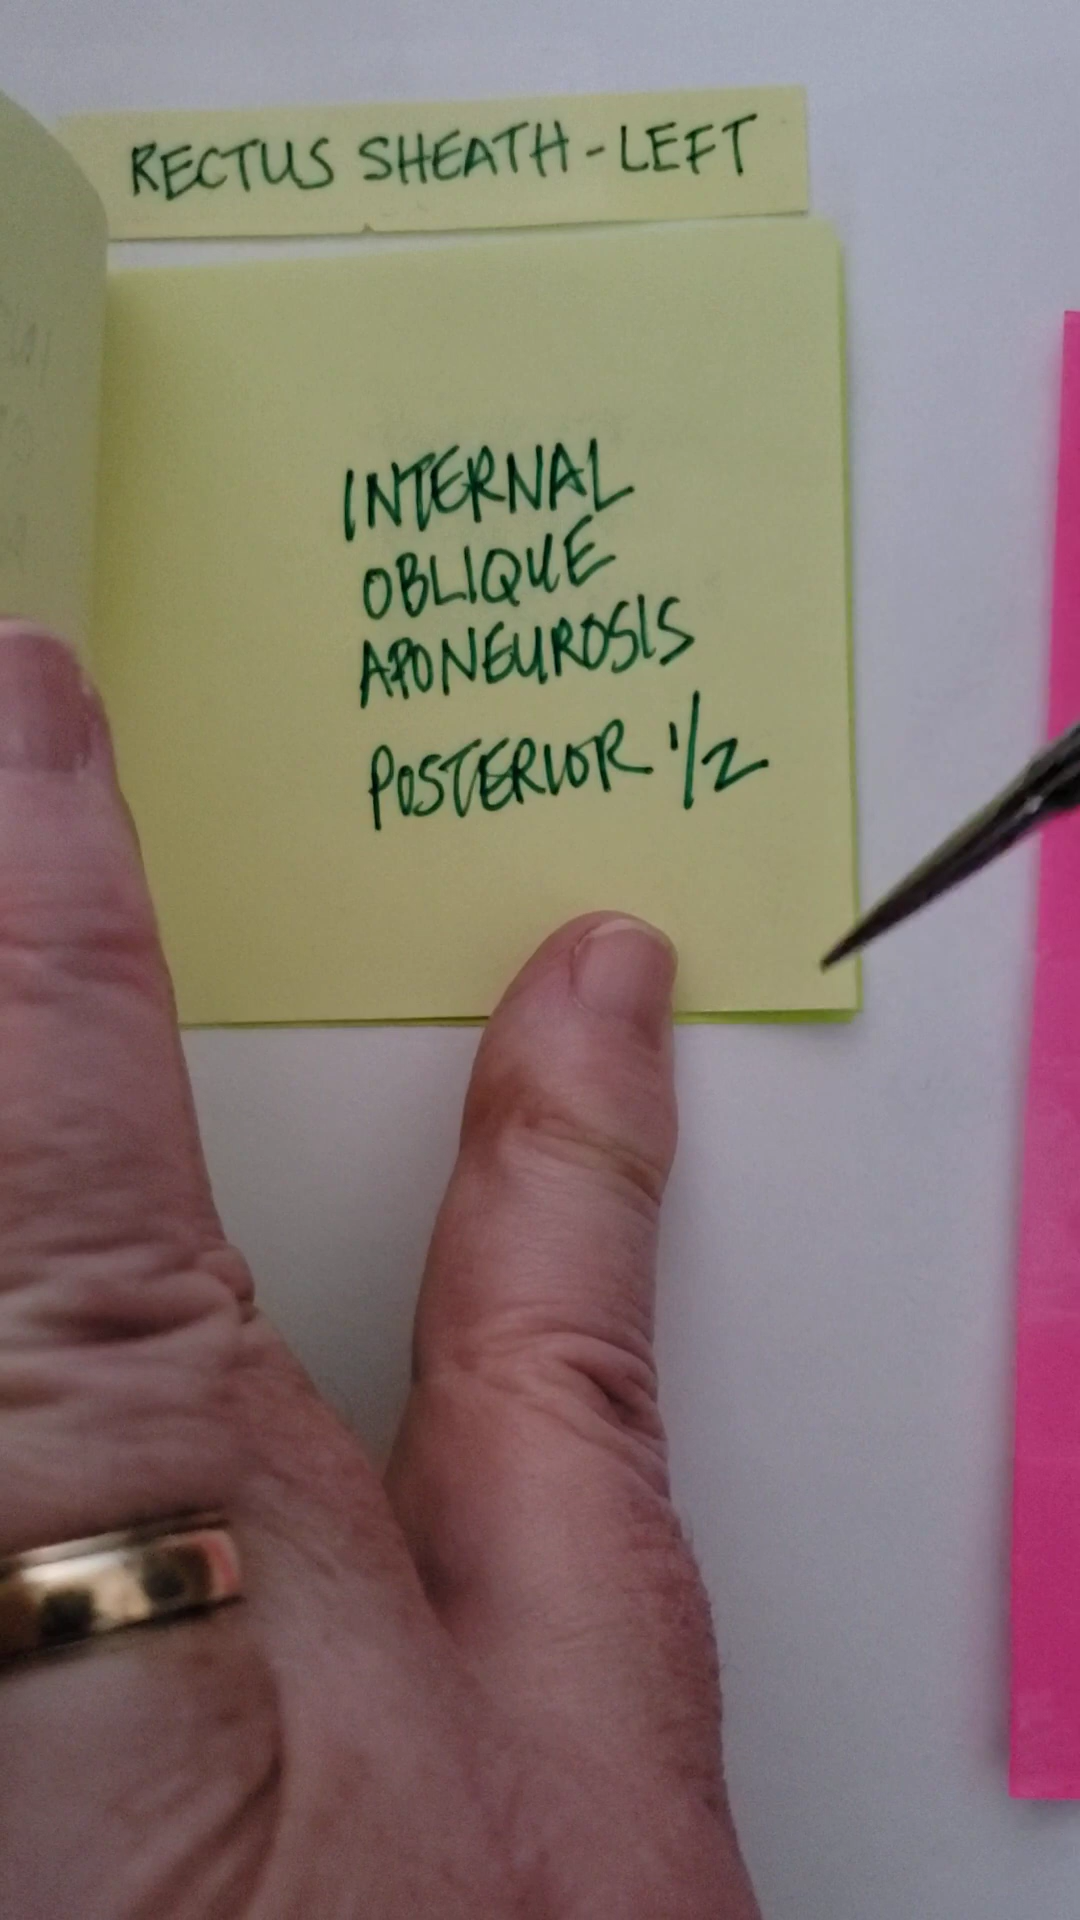 RECTUS SHEATH - LEFT
INTERNAL
OBLIQUE
APONEUROSIS
POSTERIOR 1/2